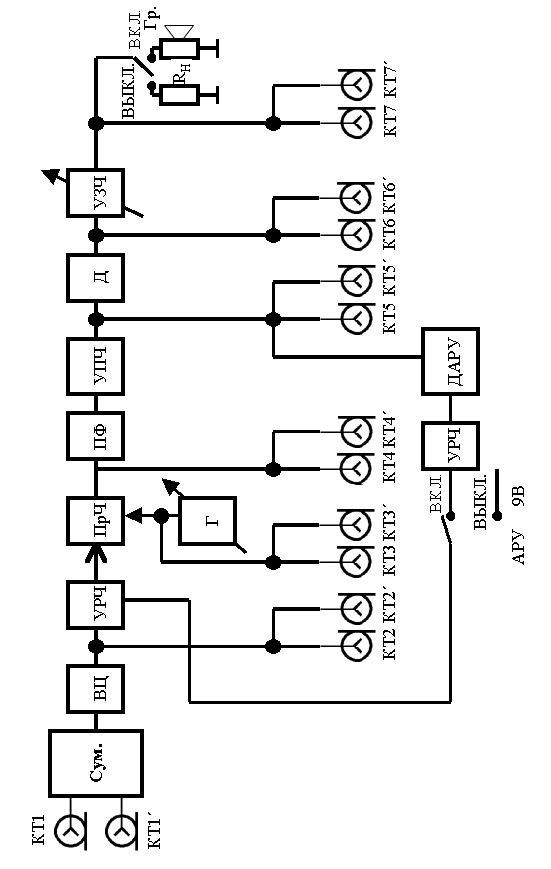 КТ1
КТ1´
Сум.
ВЦ
УРЧ
ПрЧ
ПФ
УПЧ
Д
УЗЧ
Г
ВЫКЛ.
ВКЛ.
Гр.
RН
КТ2 КТ2´
КТ3 КТ3´
КТ4 КТ4´
КТ5 КТ5´
КТ6 КТ6´
КТ7 КТ7´
ДАРУ
УРЧ
ВКЛ.
ВЫКЛ.
АРУ 9В